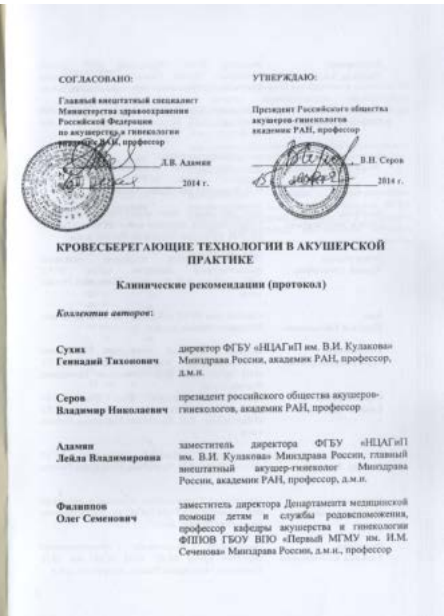 СОГЛАСОВАНО:
УТВЕРЖДАЮ:
Главный внештатный специалист
Министерства здравоохранения
Российской Федерации
по акушерству и гинекологии
академик РАН, профессор
Л.В. Адамян
2014 г.
Президент Российского общества
акушеров-гинекологов
академик РАН, профессор
В.Н. Серов
2014 г.
КРОВЕСБЕРЕГАЮЩИЕ ТЕХНОЛОГИИ В АКУШЕРСКОЙ
ПРАКТИКЕ
Клинические рекомендации (протокол)
Коллектив авторов:
Сухих
Геннадий Тихонович
директор ФГБУ «НЦАГиП им. В.И. Кулакова»
Минздрава России, академик РАН, профессор,
д.м.н.
Серов
Владимир Николаевич
президент российского общества акушеров-
гинекологов, академик РАН, профессор
Адамян
Лейла Владимировна
заместитель директора ФГБУ «НЦАГиП
им. В.И. Кулакова» Минздрава России, главный
внештатный акушер-гинеколог Минздрава
России, академик РАН, профессор, д.м.н.
Филиппов
Олег Семенович
заместитель директора Департамента медицинской
помощи детям и службы родовспоможения,
профессор кафедры акушерства и гинекологии
ФППОВ ГБОУ ВПО «Первый МГМУ им. И.М.
Сеченова» Минздрава России, д.м.н., профессор